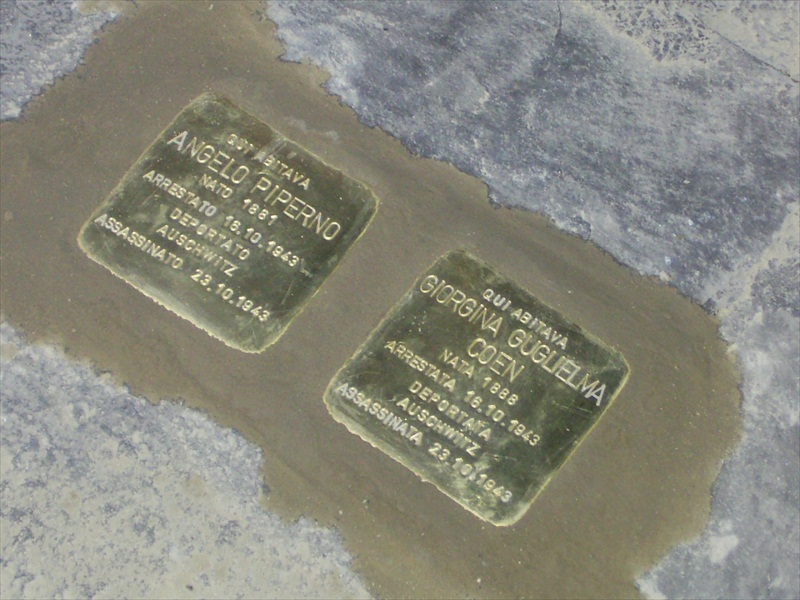 QUI ABITAVA
ANGELO PIPERNO
NATO 1881
ARRESTATO 16.10.1943
DEPORTATO
AUSCHWITZ
ASSASSINATO 23.10.1943
QUI ABITAVA
GIORGINA GUGLIELMA
COEN
NATA 1888
ARRESTATA 16.10.1943
DEPORTATA
AUSCHWITZ
ASSASSINATA 23.10.1943